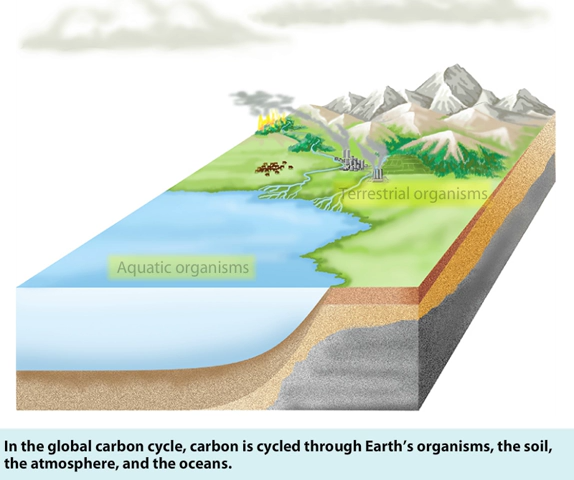 Terrestrial organisms
Aquatic organisms
In the global carbon cycle, carbon is cycled through Earth’s organisms, the soil,
the atmosphere, and the oceans.